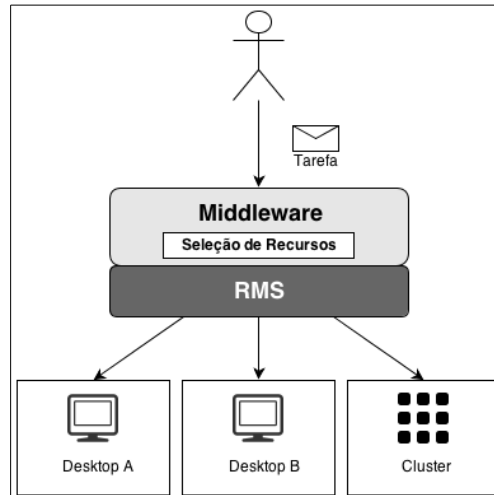 Tarefa
Middleware
Seleção de Recursos
RMS
Desktop A
Desktop B
Cluster